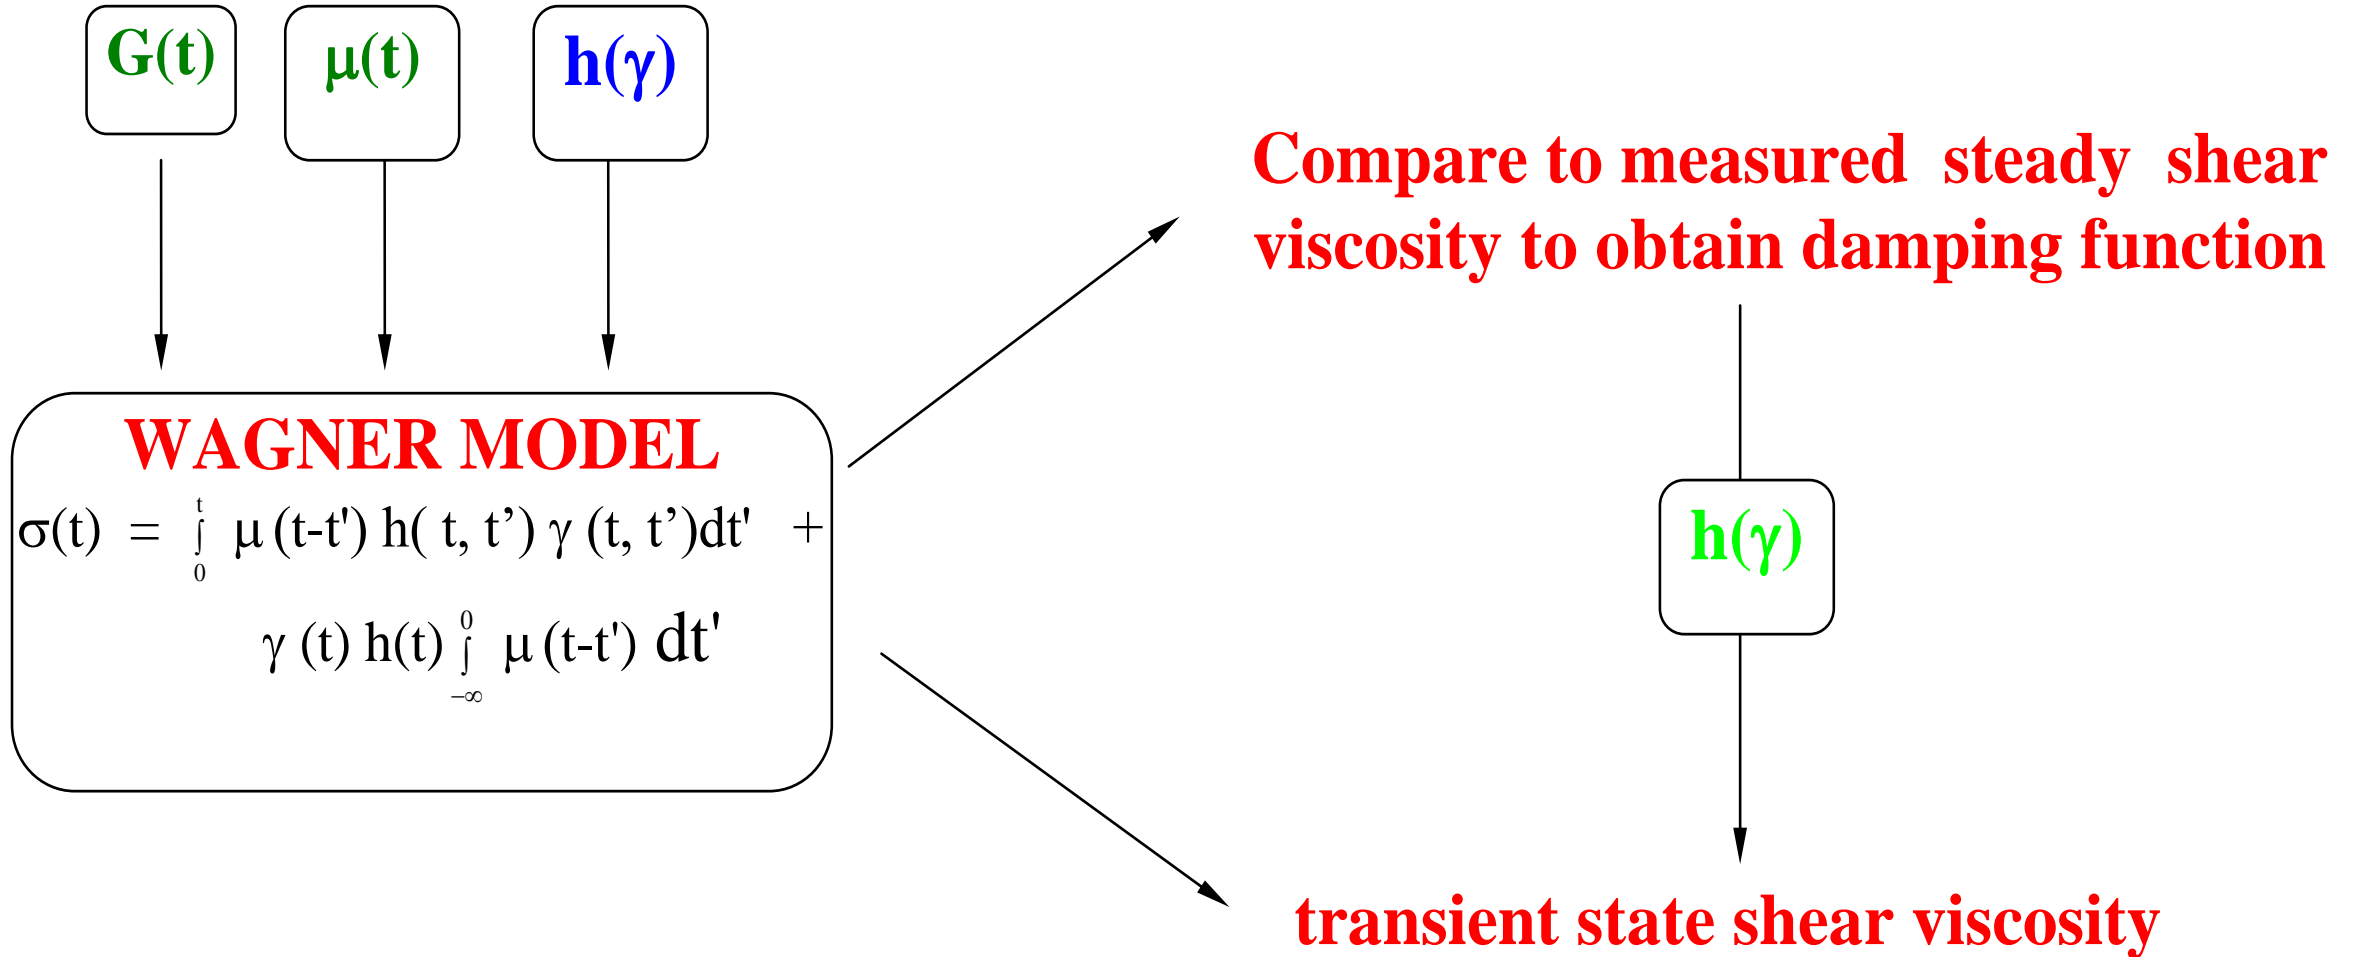 G(t) μ(t) h(γ)
Compare to measured steady shear
viscosity to obtain damping function
WAGNER MODEL
σ(t) = ∫₀ᵗ μ (t-t') h( t, t’) γ (t, t’)dt' +
γ (t) h(t) ∫₋∞⁰ μ (t-t') dt'
h(γ)
transient state shear viscosity